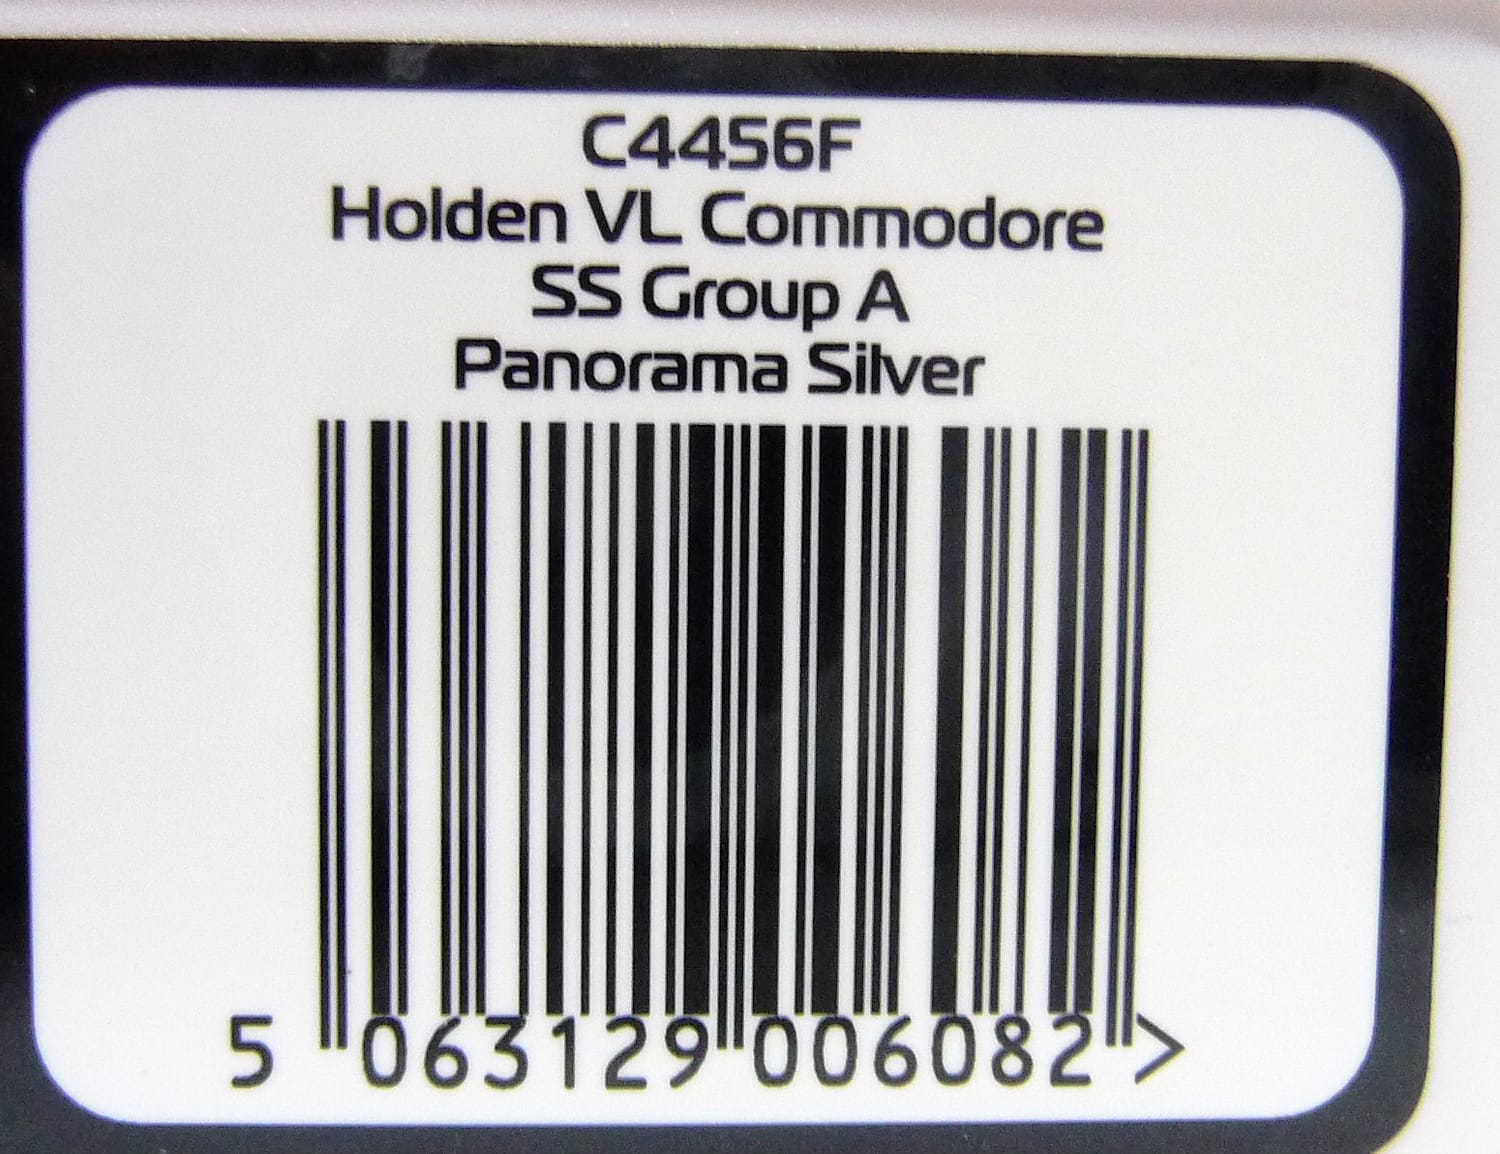 C4456F
Holden VL Commodore
SS Group A
Panorama Silver
5 063129 006082 >